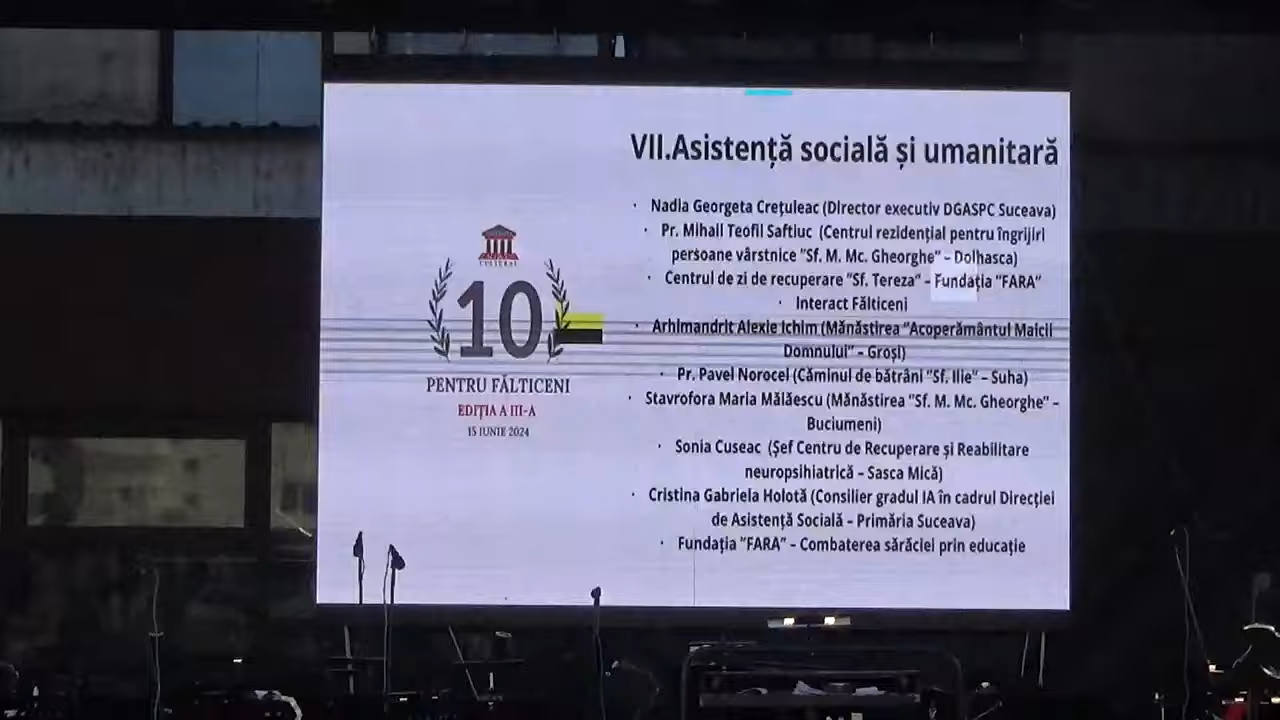 VII.Asistență socială și umanitară
· Nadia Georgeta Crețuleac (Director executiv DGASPC Suceava)
· Pr. Mihail Teofil Saftiuc (Centrul rezidențial pentru îngrijiri
persoane vârstnice "Sf. M. Mc. Gheorghe" – Dolhasca)
· Centrul de zi de recuperare "Sf. Tereza" – Fundația "FARA"
· Interact Fălticeni
· Arhimandrit Alexie Ichim (Mănăstirea "Acoperământul Maicii
Domnului" – Groși)
· Pr. Pavel Norocel (Căminul de bătrâni "Sf. Ilie" – Suha)
· Stavrofora Maria Mălăescu (Mănăstirea "Sf. M. Mc. Gheorghe" –
Buciumeni)
· Sonia Cuseac (Șef Centru de Recuperare și Reabilitare
neuropsihiatrică – Sasca Mică)
· Cristina Gabriela Holotă (Consilier gradul IA în cadrul Direcției
de Asistență Socială – Primăria Suceava)
· Fundația "FARA" – Combaterea sărăciei prin educație
CULTURAL
10
PENTRU FĂLTICENI
EDIȚIA A III-A
15 IUNIE 2024